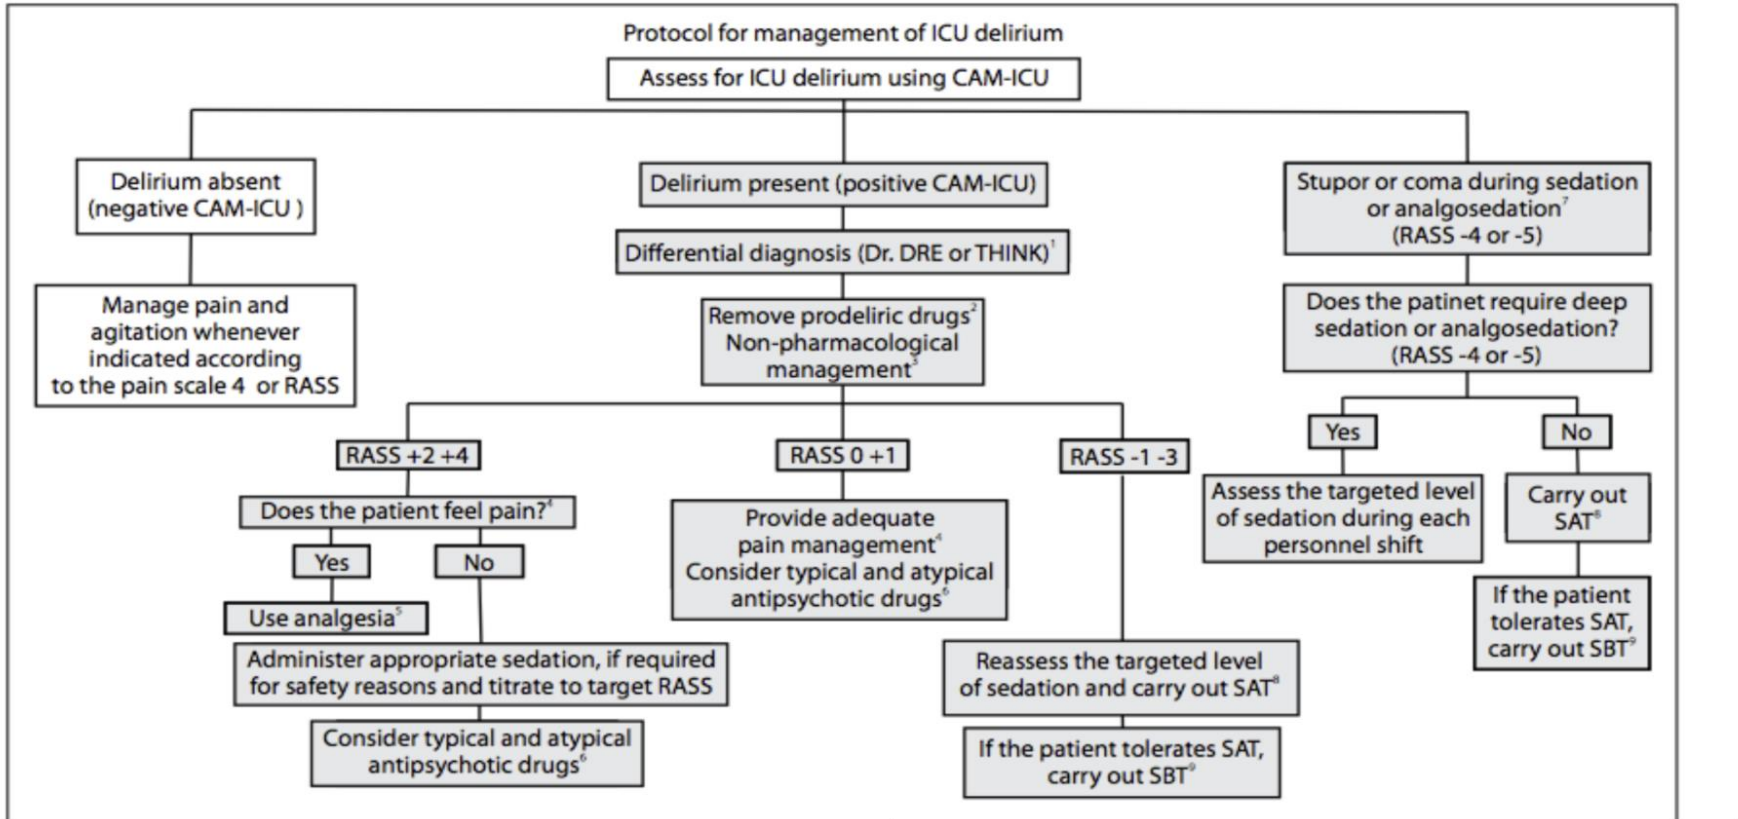 Protocol for management of ICU delirium
Assess for ICU delirium using CAM-ICU
Delirium absent
(negative CAM-ICU )
Manage pain and
agitation whenever
indicated according
to the pain scale 4 or RASS
Delirium present (positive CAM-ICU)
Differential diagnosis (Dr. DRE or THINK)¹
Remove prodeliric drugs²
Non-pharmacological
management³
RASS +2 +4
Does the patient feel pain?⁴
Yes
No
Use analgesia⁵
Administer appropriate sedation, if required
for safety reasons and titrate to target RASS
Consider typical and atypical
antipsychotic drugs⁶
RASS 0 +1
Provide adequate
pain management⁴
Consider typical and atypical
antipsychotic drugs⁶
RASS -1 -3
Reassess the targeted level
of sedation and carry out SAT⁸
If the patient tolerates SAT,
carry out SBT⁹
Stupor or coma during sedation
or analgosedation⁷
(RASS -4 or -5)
Does the patinet require deep
sedation or analgosedation?
(RASS -4 or -5)
Yes
No
Assess the targeted level
of sedation during each
personnel shift
Carry out
SAT⁸
If the patient
tolerates SAT,
carry out SBT⁹